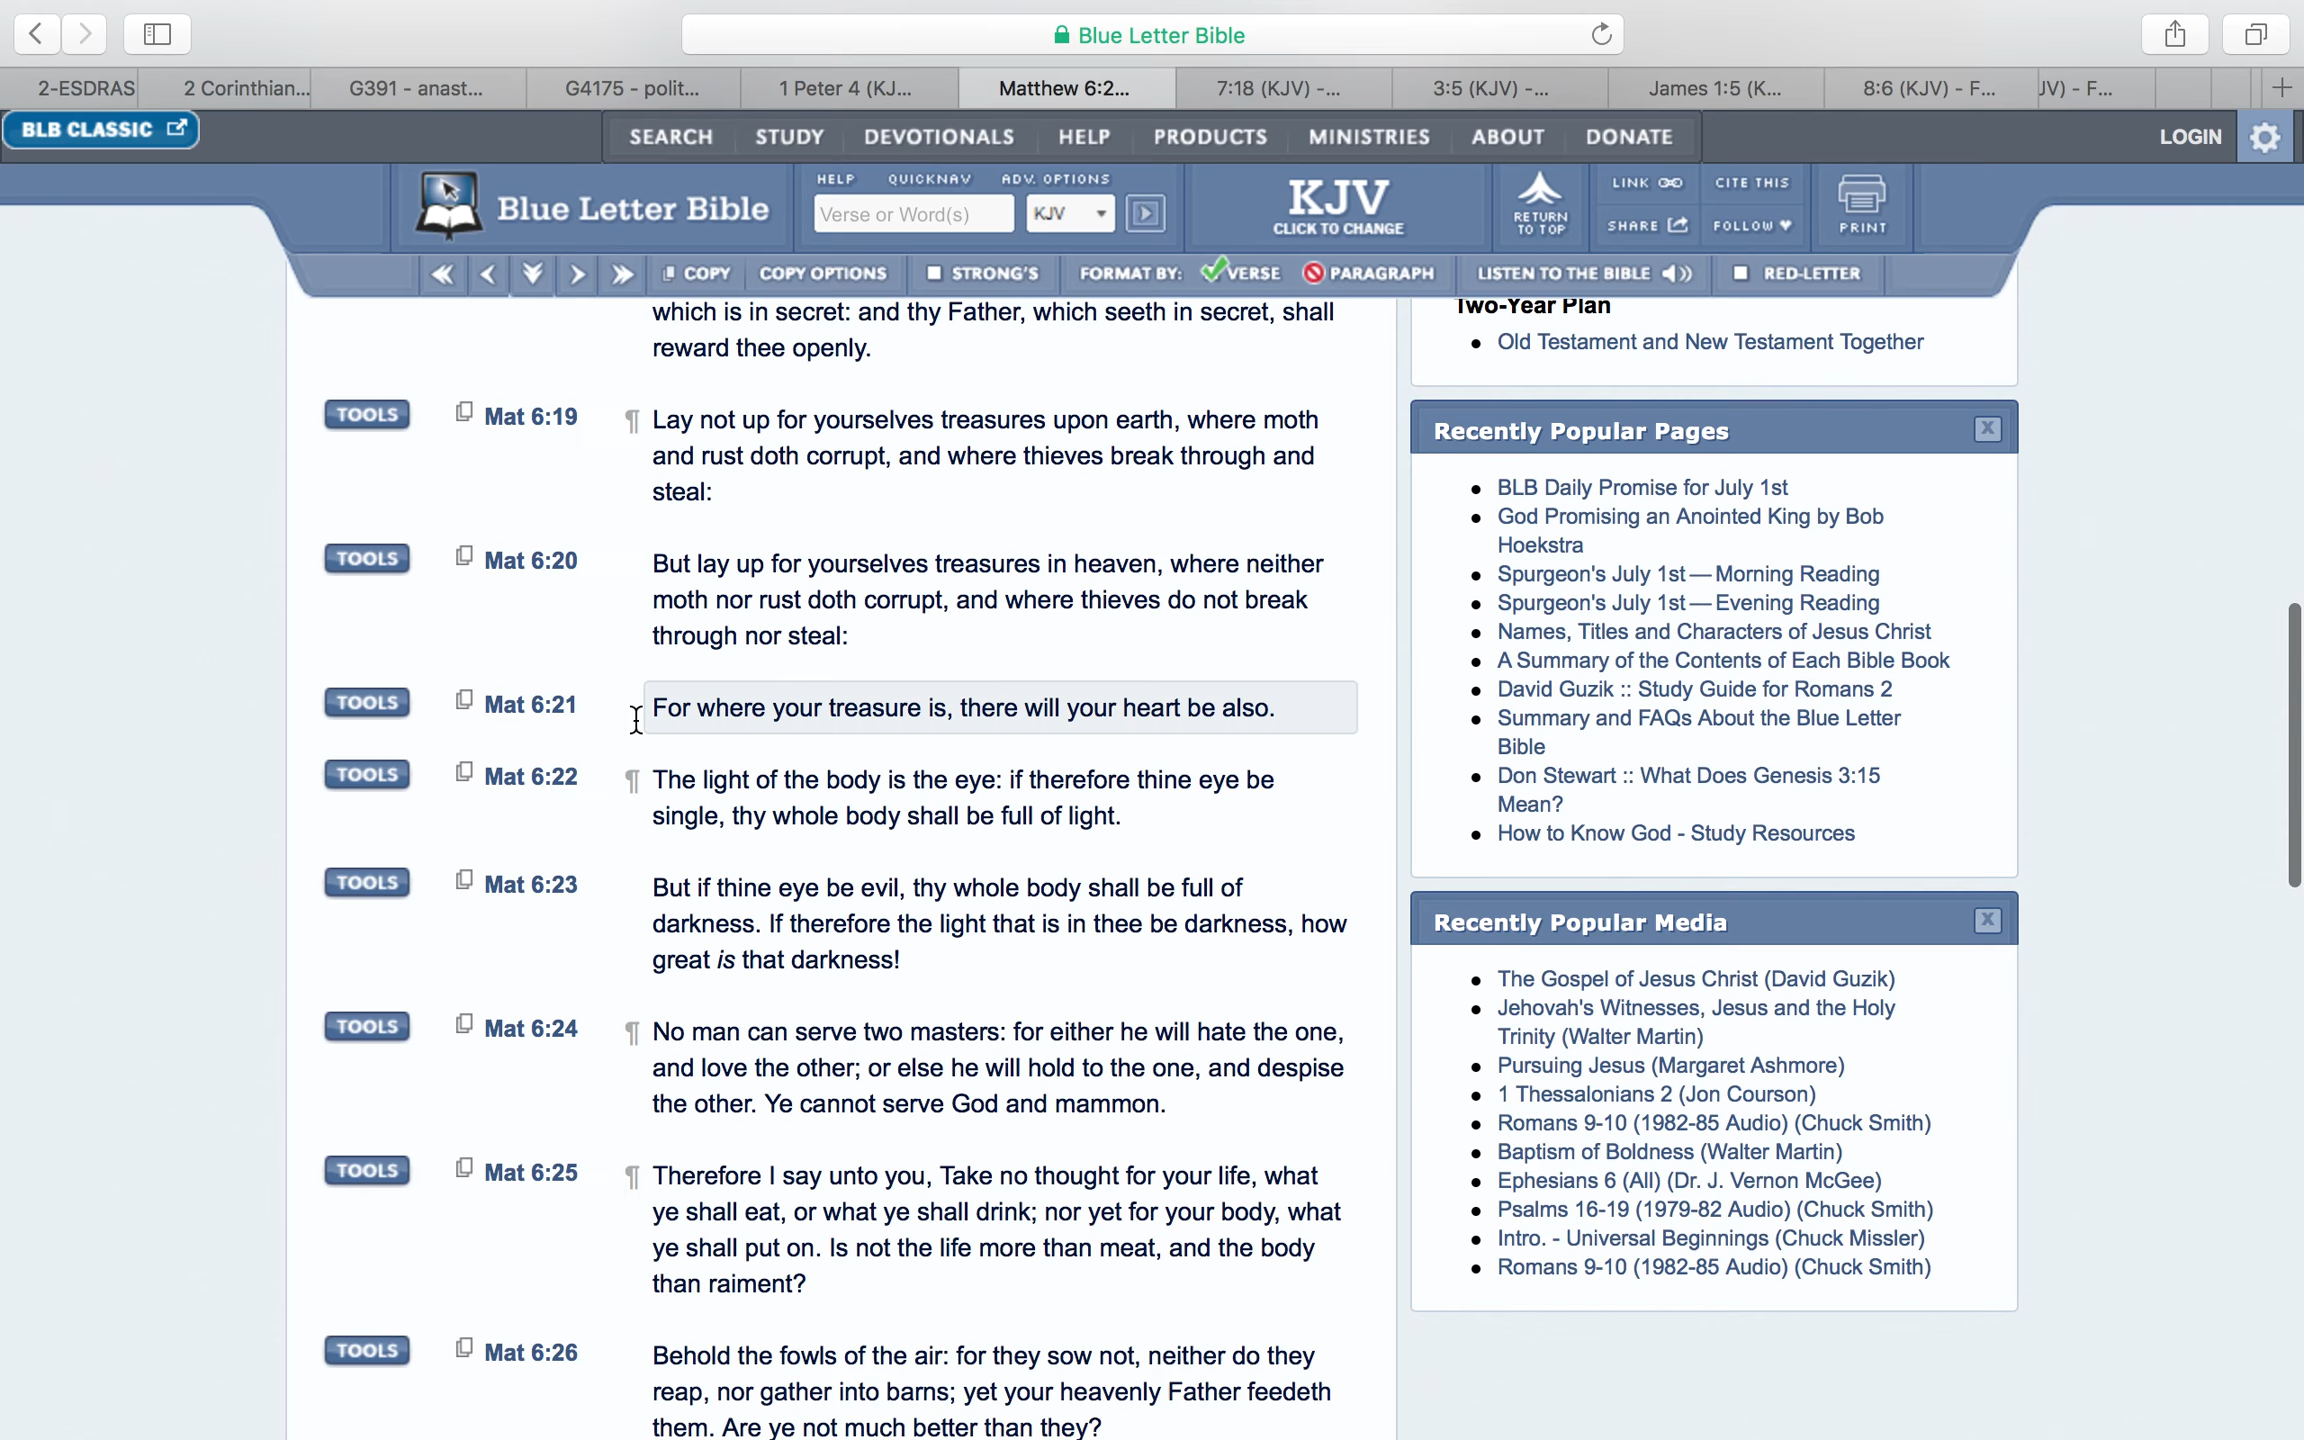 Blue Letter Bible
2-ESDRAS
2 Corinthian...
G391 - anast...
G4175 - polit...
1 Peter 4 (KJ...
Matthew 6:2...
7:18 (KJV) -...
3:5 (KJV) -...
James 1:5 (K...
8:6 (KJV) - F...
JV) - F...
BLB CLASSIC
SEARCH
STUDY
DEVOTIONALS
HELP
PRODUCTS
MINISTRIES
ABOUT
DONATE
LOGIN
Blue Letter Bible
HELP
QUICKNAV
ADV. OPTIONS
Verse or Word(s)
KJV
KJV
CLICK TO CHANGE
RETURN
TO TOP
LINK
CITE THIS
SHARE
FOLLOW
PRINT
COPY
COPY OPTIONS
STRONG'S
FORMAT BY:
VERSE
PARAGRAPH
LISTEN TO THE BIBLE
RED-LETTER
which is in secret: and thy Father, which seeth in secret, shall
reward thee openly.
TOOLS
Mat 6:19
¶ Lay not up for yourselves treasures upon earth, where moth
and rust doth corrupt, and where thieves break through and
steal:
TOOLS
Mat 6:20
But lay up for yourselves treasures in heaven, where neither
moth nor rust doth corrupt, and where thieves do not break
through nor steal:
TOOLS
Mat 6:21
For where your treasure is, there will your heart be also.
TOOLS
Mat 6:22
¶ The light of the body is the eye: if therefore thine eye be
single, thy whole body shall be full of light.
TOOLS
Mat 6:23
But if thine eye be evil, thy whole body shall be full of
darkness. If therefore the light that is in thee be darkness, how
great is that darkness!
TOOLS
Mat 6:24
¶ No man can serve two masters: for either he will hate the one,
and love the other; or else he will hold to the one, and despise
the other. Ye cannot serve God and mammon.
TOOLS
Mat 6:25
¶ Therefore I say unto you, Take no thought for your life, what
ye shall eat, or what ye shall drink; nor yet for your body, what
ye shall put on. Is not the life more than meat, and the body
than raiment?
TOOLS
Mat 6:26
Behold the fowls of the air: for they sow not, neither do they
reap, nor gather into barns; yet your heavenly Father feedeth
them. Are ye not much better than they?
Two-Year Plan
Old Testament and New Testament Together
Recently Popular Pages
X
BLB Daily Promise for July 1st
God Promising an Anointed King by Bob
Hoekstra
Spurgeon's July 1st — Morning Reading
Spurgeon's July 1st — Evening Reading
Names, Titles and Characters of Jesus Christ
A Summary of the Contents of Each Bible Book
David Guzik :: Study Guide for Romans 2
Summary and FAQs About the Blue Letter
Bible
Don Stewart :: What Does Genesis 3:15
Mean?
How to Know God - Study Resources
Recently Popular Media
X
The Gospel of Jesus Christ (David Guzik)
Jehovah's Witnesses, Jesus and the Holy
Trinity (Walter Martin)
Pursuing Jesus (Margaret Ashmore)
1 Thessalonians 2 (Jon Courson)
Romans 9-10 (1982-85 Audio) (Chuck Smith)
Baptism of Boldness (Walter Martin)
Ephesians 6 (All) (Dr. J. Vernon McGee)
Psalms 16-19 (1979-82 Audio) (Chuck Smith)
Intro. - Universal Beginnings (Chuck Missler)
Romans 9-10 (1982-85 Audio) (Chuck Smith)